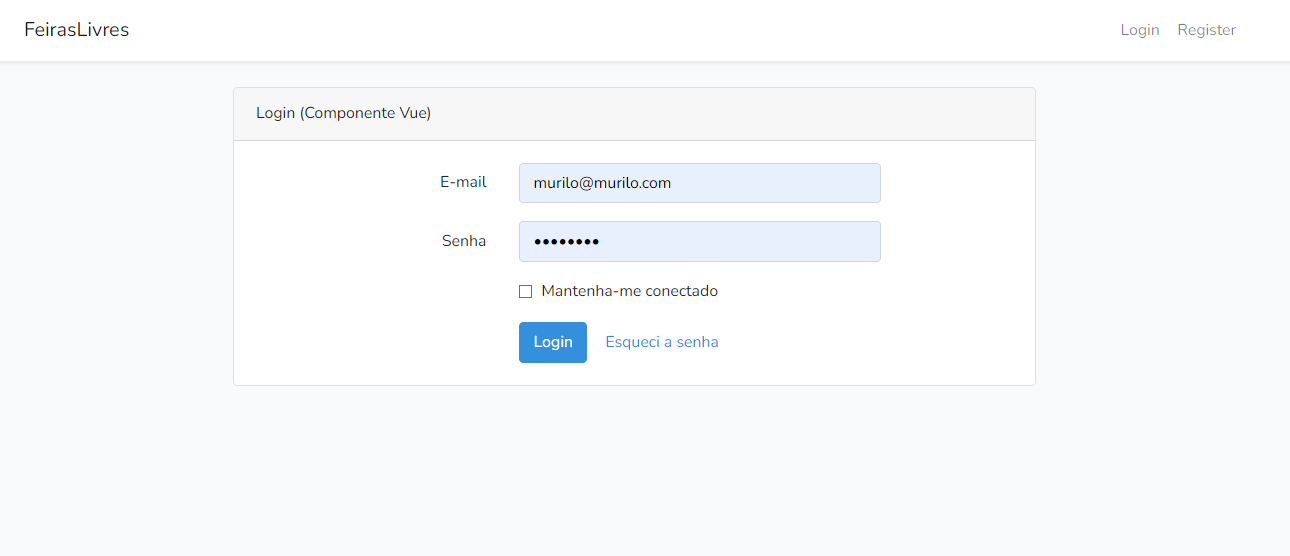 FeirasLivres
Login Register
Login (Componente Vue)
E-mail murilo@murilo.com
Senha ••••••••
Mantenha-me conectado
Login Esqueci a senha